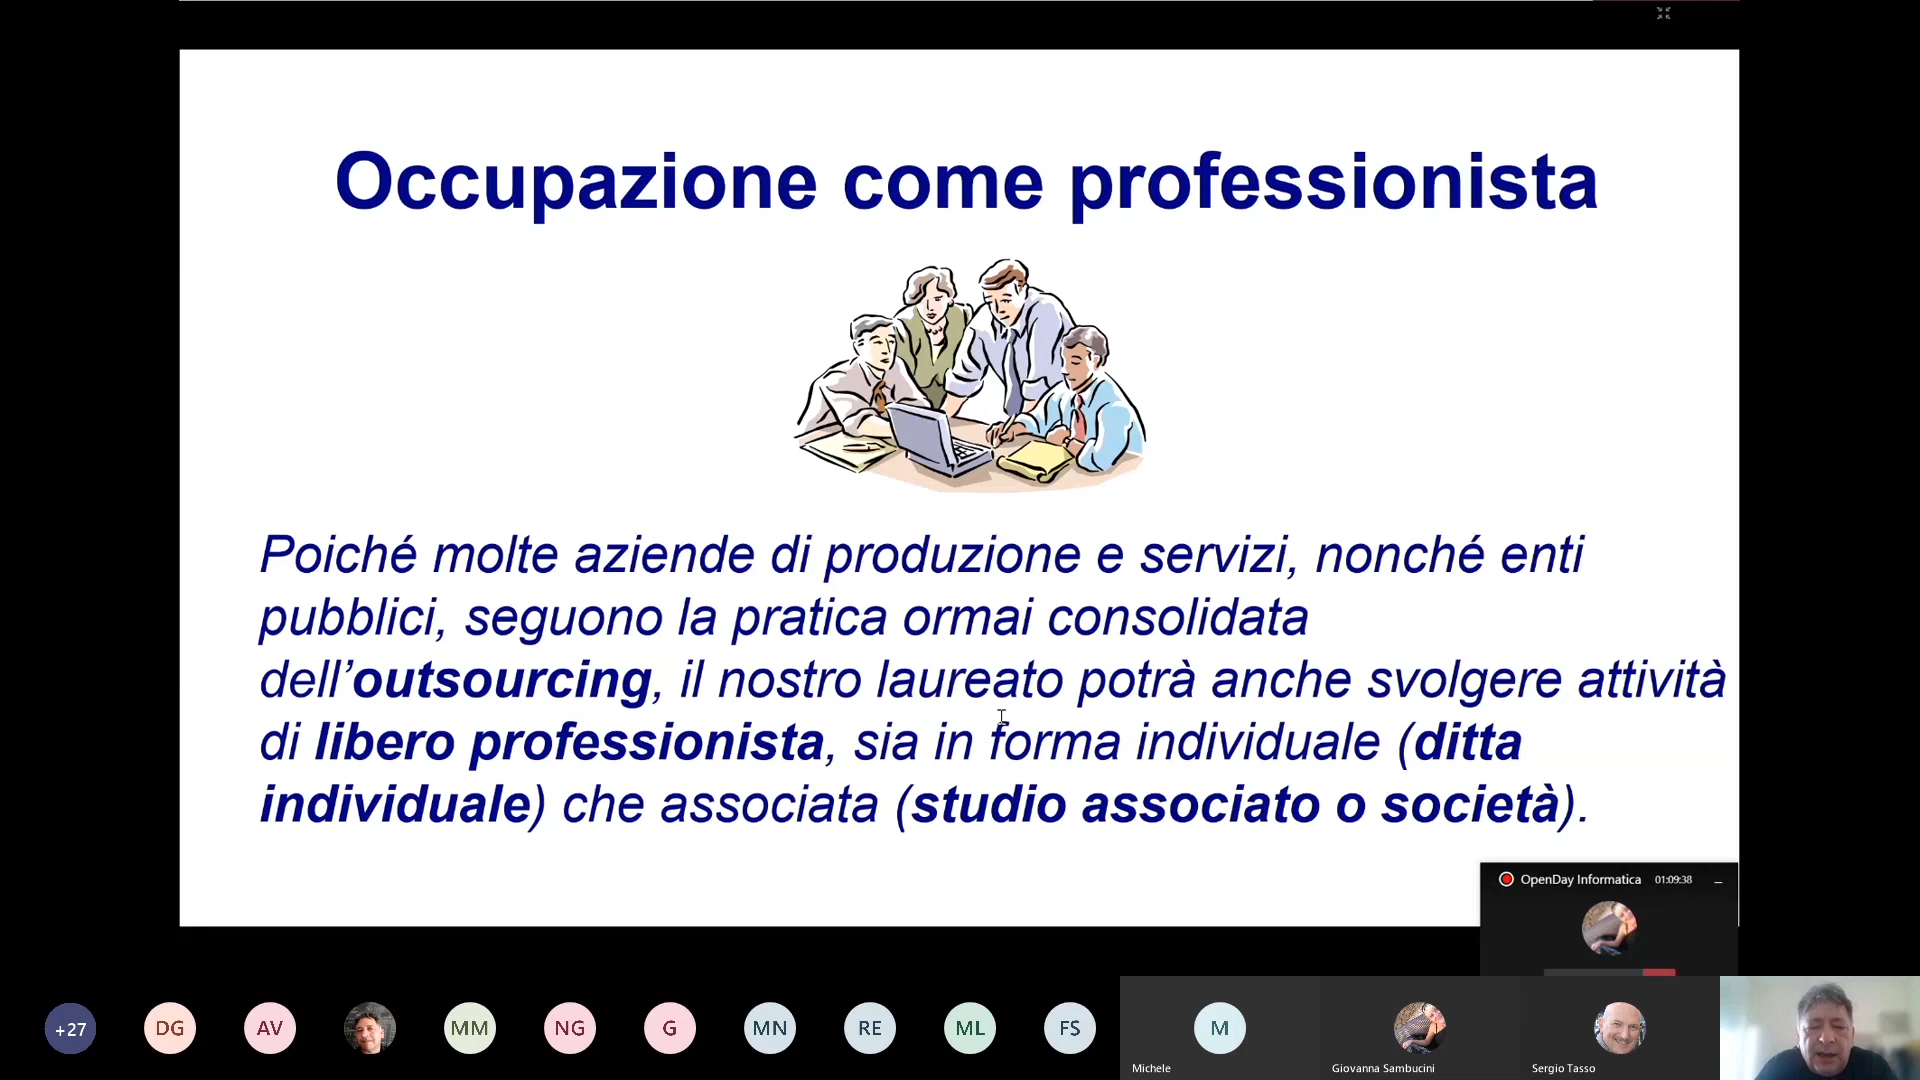 Occupazione come professionista
Poiché molte aziende di produzione e servizi, nonché enti
pubblici, seguono la pratica ormai consolidata
dell’outsourcing, il nostro laureato potrà anche svolgere attività
di libero professionista, sia in forma individuale (ditta
individuale) che associata (studio associato o società).
OpenDay Informatica 01:09:38
+27 DG AV MM NG G MN RE ML FS M
Michele Giovanna Sambucini Sergio Tasso